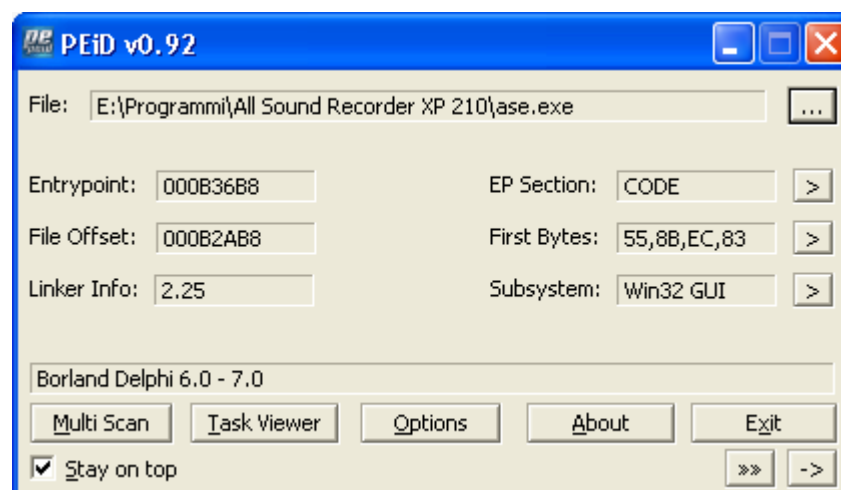 PEiD v0.92
File: E:\Programmi\All Sound Recorder XP 210\ase.exe ...
Entrypoint: 000B36B8 EP Section: CODE >
File Offset: 000B2AB8 First Bytes: 55,8B,EC,83 >
Linker Info: 2.25 Subsystem: Win32 GUI >
Borland Delphi 6.0 - 7.0
Multi Scan Task Viewer Options About Exit
Stay on top »» ->